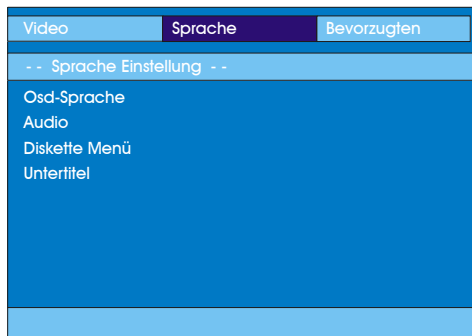 Video Sprache Bevorzugten
- - Sprache Einstellung - -
Osd-Sprache
Audio
Diskette Menü
Untertitel